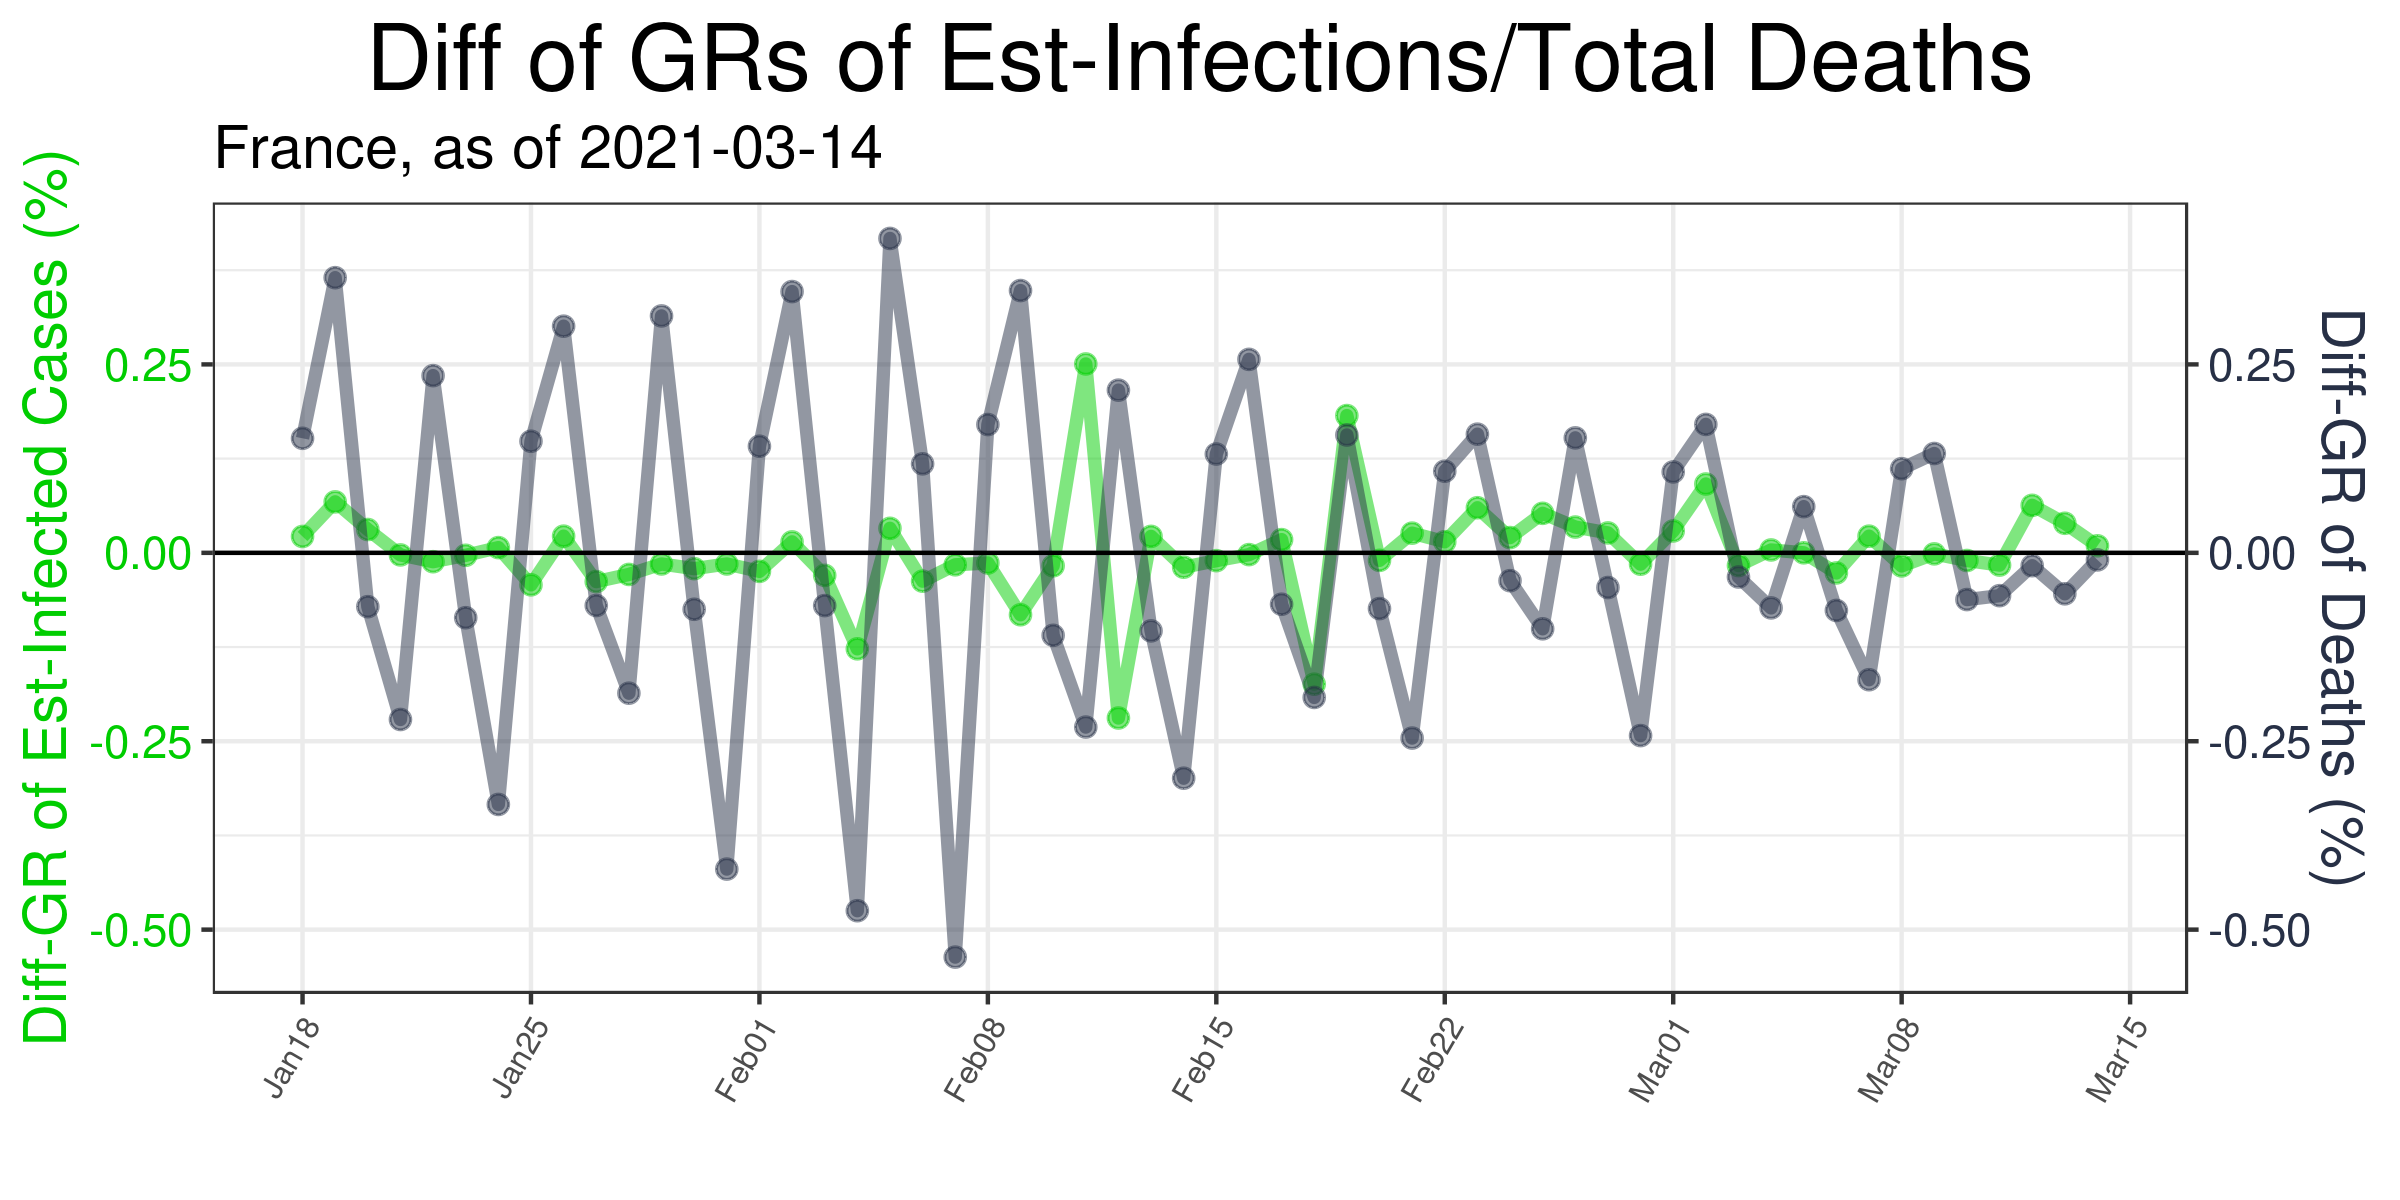 Diff of GRs of Est-Infections/Total Deaths
France, as of 2021-03-14
Diff-GR of Est-Infected Cases (%)
0.25
0.00
-0.25
-0.50
0.25
0.00
-0.25
-0.50
Diff-GR of Deaths (%)
Jan18
Jan25
Feb01
Feb08
Feb15
Feb22
Mar01
Mar08
Mar15